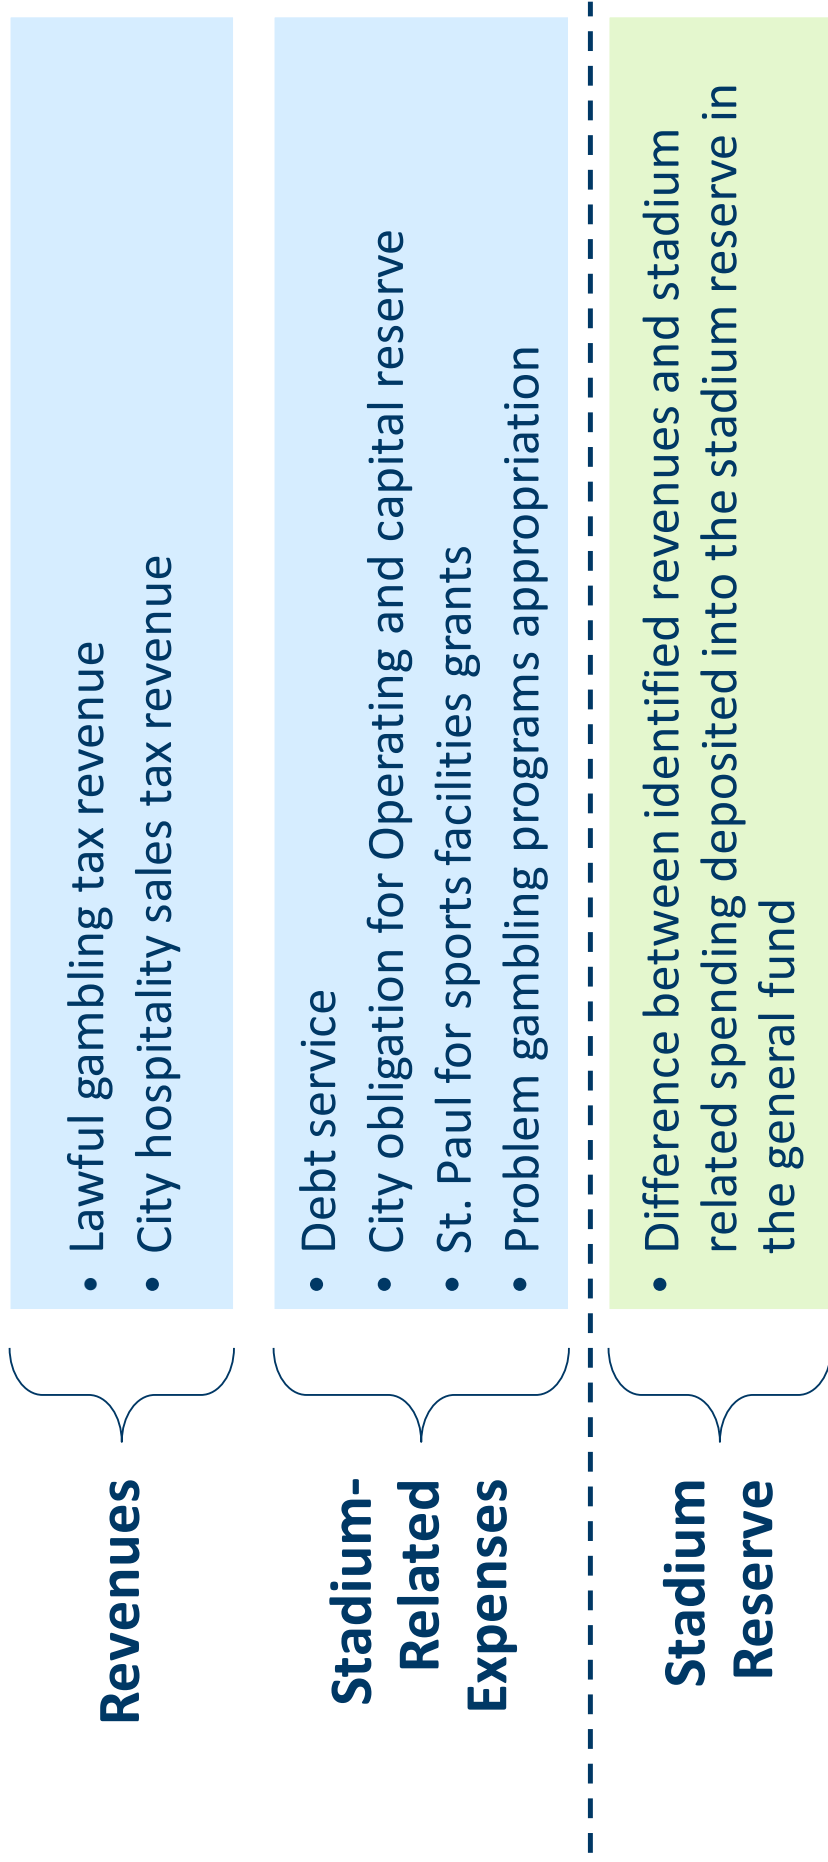 Revenues
• Lawful gambling tax revenue
• City hospitality sales tax revenue
Stadium-
Related
Expenses
• Debt service
• City obligation for Operating and capital reserve
• St. Paul for sports facilities grants
• Problem gambling programs appropriation
Stadium
Reserve
• Difference between identified revenues and stadium
related spending deposited into the stadium reserve in
the general fund